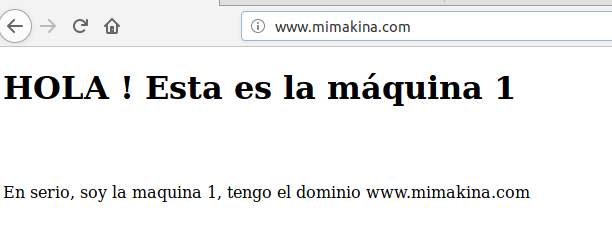 www.mimakina.com
HOLA ! Esta es la máquina 1
En serio, soy la maquina 1, tengo el dominio www.mimakina.com